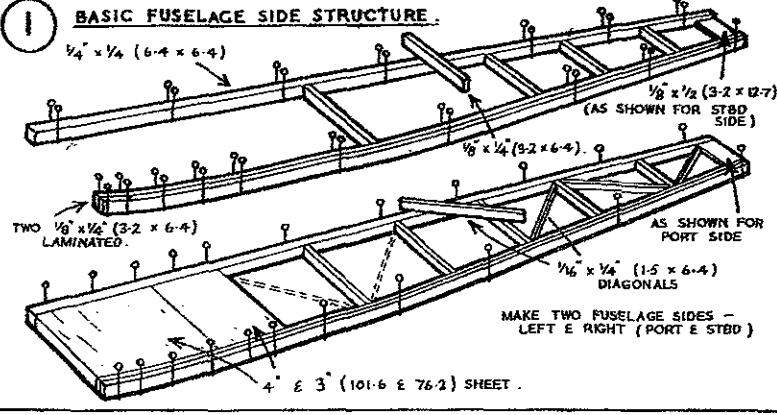 1 BASIC FUSELAGE SIDE STRUCTURE.
1/4" x 1/4 (6·4 x 6·4)
1/8" x 1/2 (3·2 x 12·7)
(AS SHOWN FOR STBD
SIDE)
1/8" x 1/4" (3·2 x 6·4).
TWO 1/8" x 1/4" (3·2 x 6·4)
LAMINATED.
AS SHOWN FOR
PORT SIDE
1/16" x 1/4" (1·5 x 6·4)
DIAGONALS
MAKE TWO FUSELAGE SIDES –
LEFT & RIGHT (PORT & STBD)
4" & 3" (101·6 & 76·2) SHEET.